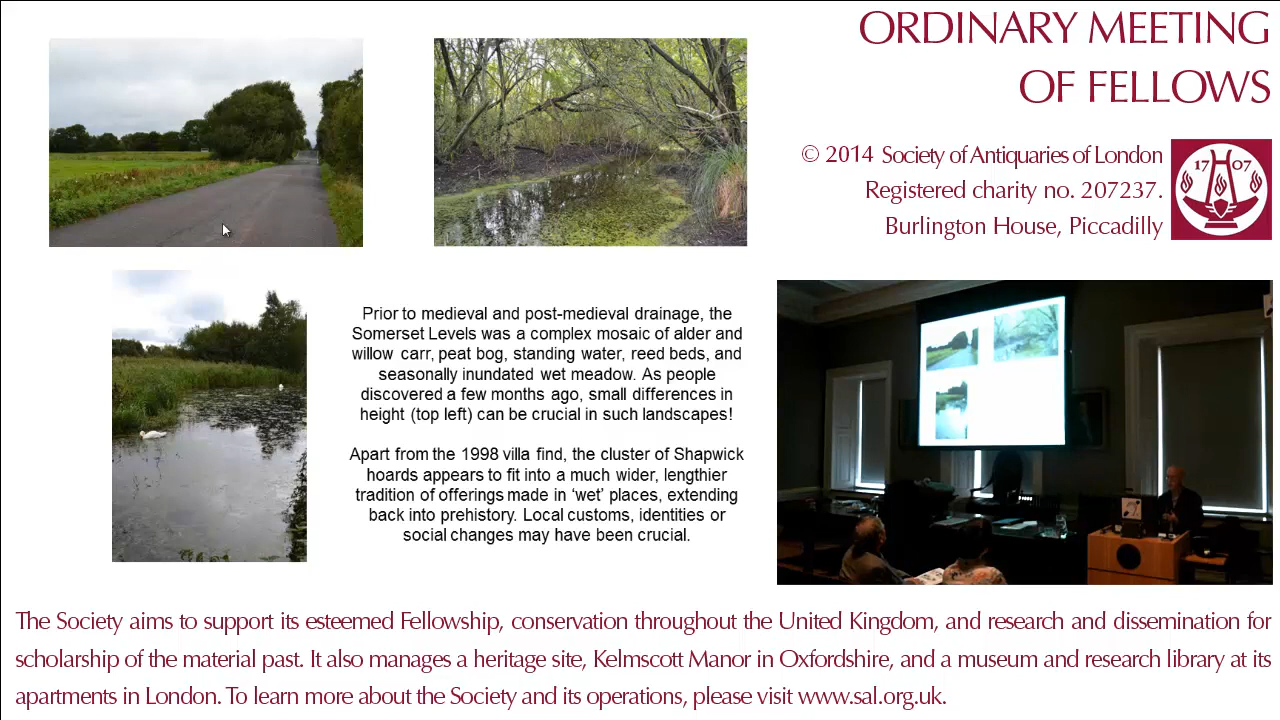 ORDINARY MEETING
OF FELLOWS
© 2014 Society of Antiquaries of London
Registered charity no. 207237.
Burlington House, Piccadilly
17 07
Prior to medieval and post-medieval drainage, the
Somerset Levels was a complex mosaic of alder and
willow carr, peat bog, standing water, reed beds, and
seasonally inundated wet meadow. As people
discovered a few months ago, small differences in
height (top left) can be crucial in such landscapes!
Apart from the 1998 villa find, the cluster of Shapwick
hoards appears to fit into a much wider, lengthier
tradition of offerings made in ‘wet’ places, extending
back into prehistory. Local customs, identities or
social changes may have been crucial.
The Society aims to support its esteemed Fellowship, conservation throughout the United Kingdom, and research and dissemination for
scholarship of the material past. It also manages a heritage site, Kelmscott Manor in Oxfordshire, and a museum and research library at its
apartments in London. To learn more about the Society and its operations, please visit www.sal.org.uk.